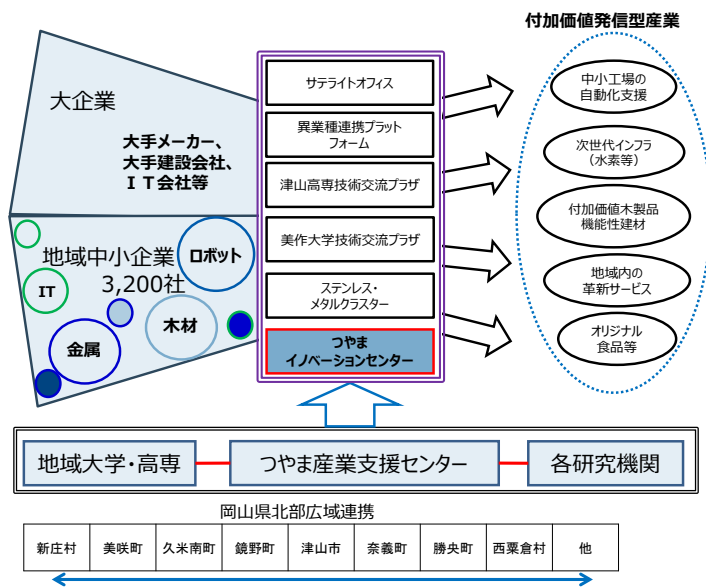 付加価値発信型産業
大企業
大手メーカー、
大手建設会社、
ＩＴ会社等
地域中小企業
3,200社
ロボット
IT
木材
金属
サテライトオフィス
異業種連携プラット
フォーム
津山高専技術交流プラザ
美作大学技術交流プラザ
ステンレス・
メタルクラスター
つやま
イノベーションセンター
中小工場の
自動化支援
次世代インフラ
（水素等）
付加価値木製品
機能性建材
地域内の
革新サービス
オリジナル
食品等
地域大学・高専
つやま産業支援センター
各研究機関
岡山県北部広域連携
新庄村
美咲町
久米南町
鏡野町
津山市
奈義町
勝央町
西粟倉村
他